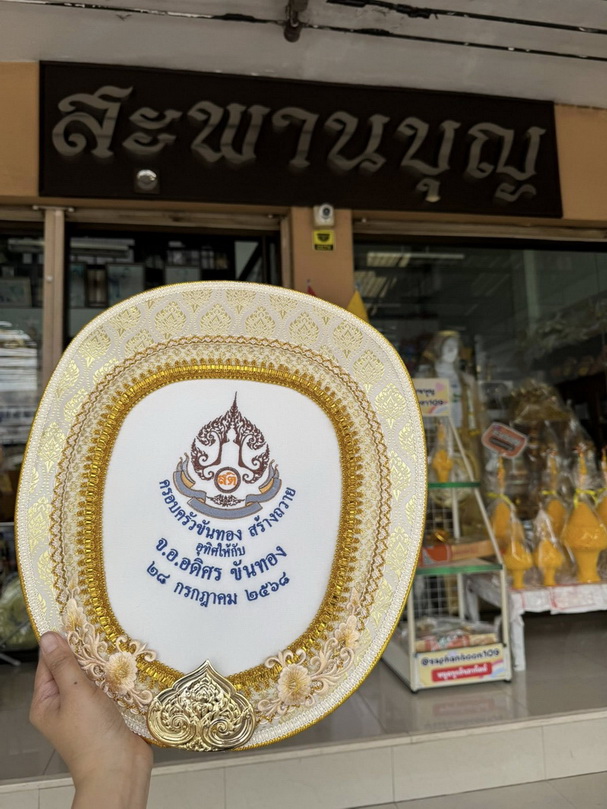 สะพานบุญ
สต
ครอบครัวขันทอง สร้างถวาย
อุทิศให้กับ
จ.อ.อดิศร ขันทอง
๒๘ กรกฎาคม ๒๕๖๘
@saphanboon109